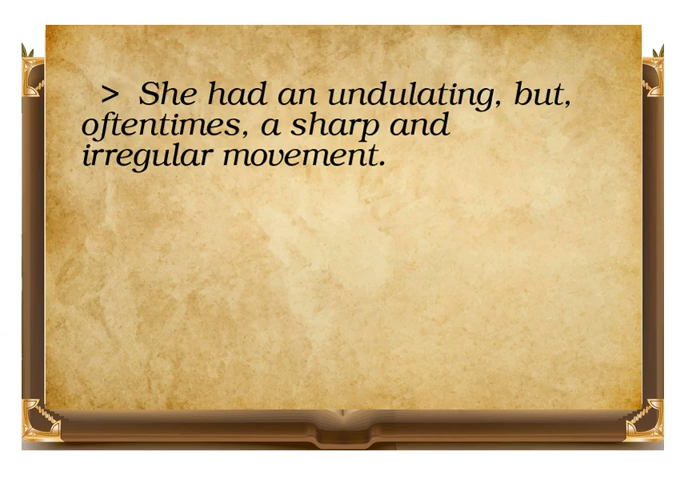 > She had an undulating, but,
oftentimes, a sharp and
irregular movement.